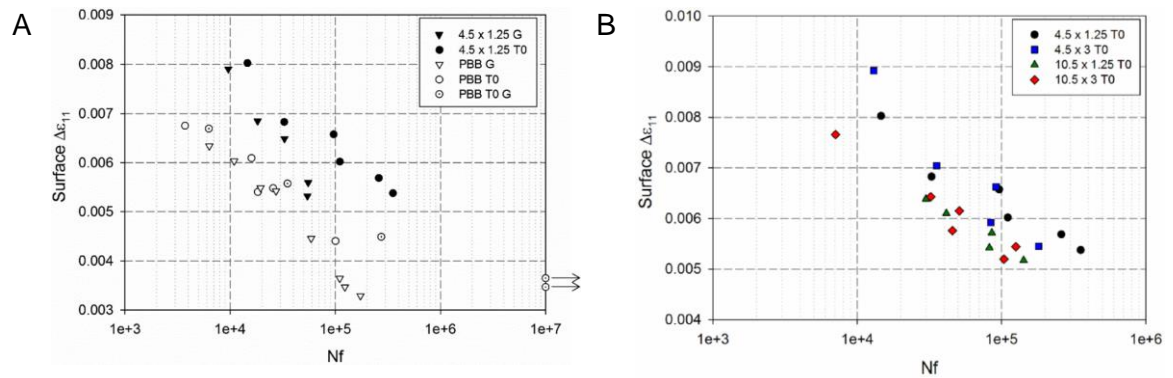 A
0.009
0.008
0.007
0.006
0.005
0.004
0.003
Surface Δε₁₁
1e+3
1e+4
1e+5
1e+6
1e+7
Nf
4.5 x 1.25 G
4.5 x 1.25 T0
PBB G
PBB T0
PBB T0 G
B
0.010
0.009
0.008
0.007
0.006
0.005
0.004
Surface Δε₁₁
1e+3
1e+4
1e+5
1e+6
Nf
4.5 x 1.25 T0
4.5 x 3 T0
10.5 x 1.25 T0
10.5 x 3 T0